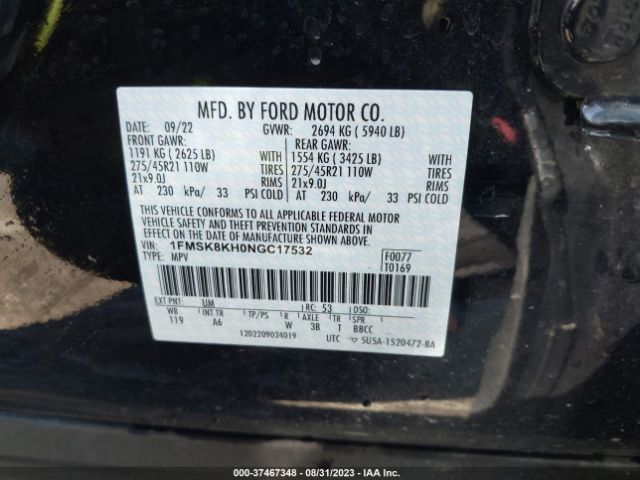 MFD. BY FORD MOTOR CO.
DATE: 09/22 GVWR: 2694 KG ( 5940 LB)
FRONT GAWR: REAR GAWR:
1191 KG ( 2625 LB) WITH 1554 KG ( 3425 LB) WITH
275/45R21 110W TIRES 275/45R21 110W TIRES
21x9.0J RIMS 21x9.0J RIMS
AT 230 kPa/ 33 PSI COLD AT 230 kPa/ 33 PSI COLD
THIS VEHICLE CONFORMS TO ALL APPLICABLE FEDERAL MOTOR
VEHICLE SAFETY AND THEFT PREVENTION STANDARDS IN EFFECT
ON THE DATE OF MANUFACTURE SHOWN ABOVE.
VIN: 1FMSK8KH0NGC17532 F0077
TYPE: MPV T0169
EXT PNT: UM RC: 53 DSO:
WB INT TR TP/PS R AXLE TR SPR
119 A6 W 3B T BBCC
1202209024019 UTC 5USA-1520472-BA
000-37467348 - 08/31/2023 - IAA Inc.